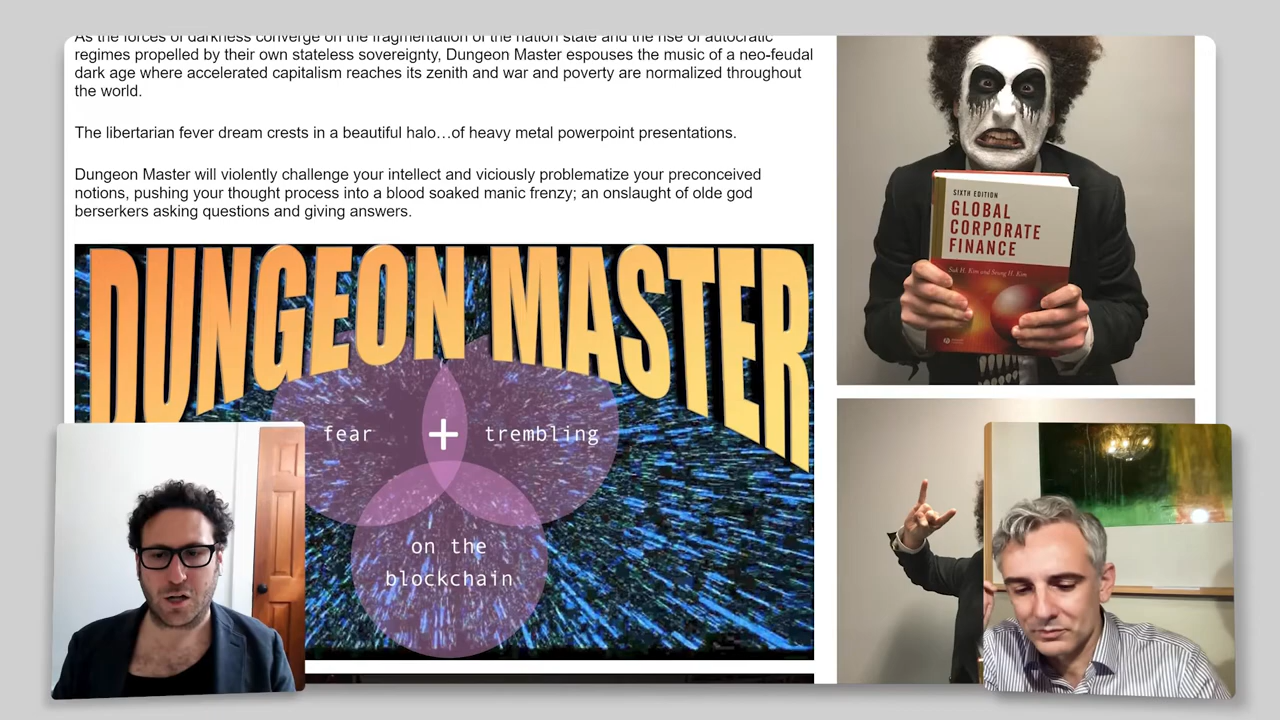 As the forces of darkness converge on the fragmentation of the nation state and the rise of autocratic
regimes propelled by their own stateless sovereignty, Dungeon Master espouses the music of a neo-feudal
dark age where accelerated capitalism reaches its zenith and war and poverty are normalized throughout
the world.
The libertarian fever dream crests in a beautiful halo…of heavy metal powerpoint presentations.
Dungeon Master will violently challenge your intellect and viciously problematize your preconceived
notions, pushing your thought process into a blood soaked manic frenzy; an onslaught of olde god
berserkers asking questions and giving answers.
DUNGEON MASTER
fear + trembling
on the
blockchain
SIXTH EDITION
GLOBAL
CORPORATE
FINANCE
Suk H. Kim and Seung H. Kim